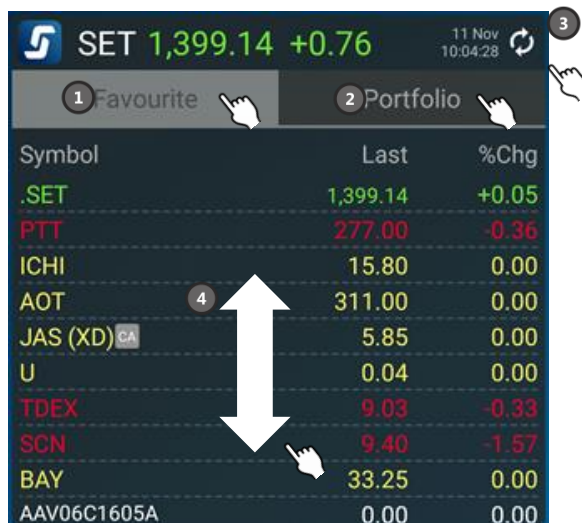 SET 1,399.14 +0.76 11 Nov 3
10:04:28
1 Favourite 2 Portfolio
Symbol Last %Chg
.SET 1,399.14 +0.05
PTT 277.00 -0.36
ICHI 15.80 0.00
AOT 4 311.00 0.00
JAS (XD) CA 5.85 0.00
U 0.04 0.00
TDEX 9.03 -0.33
SCN 9.40 -1.57
BAY 33.25 0.00
AAV06C1605A 0.00 0.00